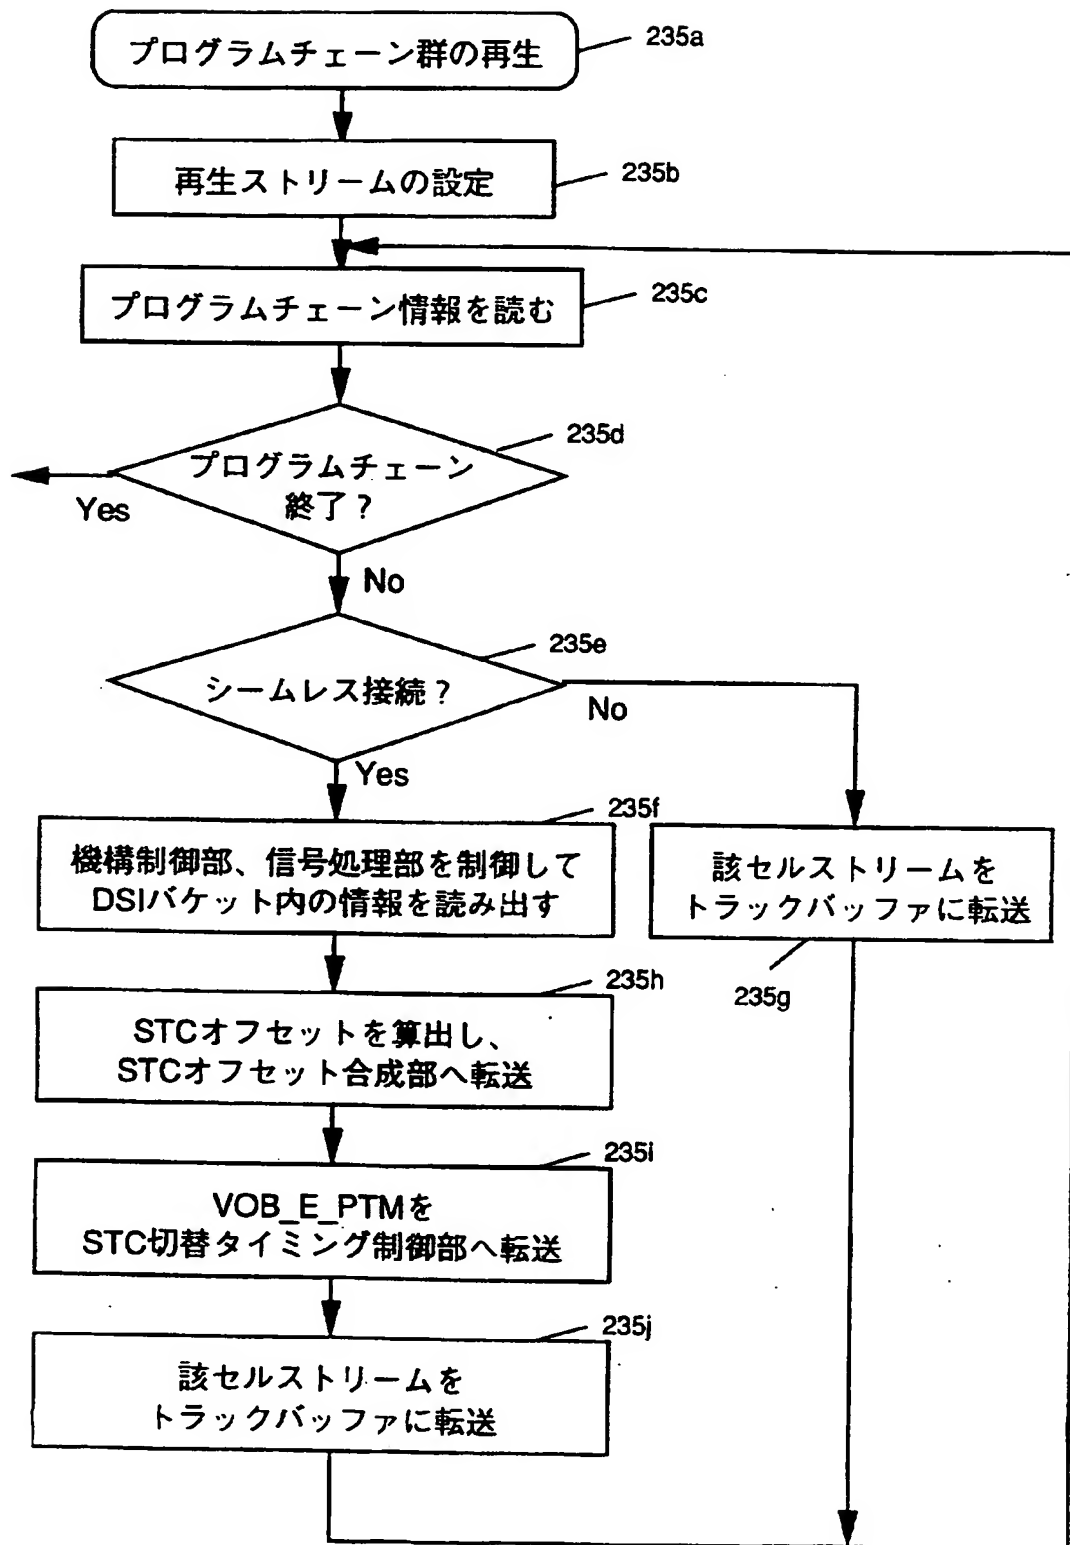 プログラムチェーン群の再生
235a
再生ストリームの設定
235b
プログラムチェーン情報を読む
235c
235d
プログラムチェーン
終了？
Yes
No
235e
シームレス接続？
No
Yes
235f
機構制御部、信号処理部を制御して
DSIパケット内の情報を読み出す
該セルストリームを
トラックバッファに転送
235g
235h
STCオフセットを算出し、
STCオフセット合成部へ転送
235i
VOB_E_PTMを
STC切替タイミング制御部へ転送
235j
該セルストリームを
トラックバッファに転送